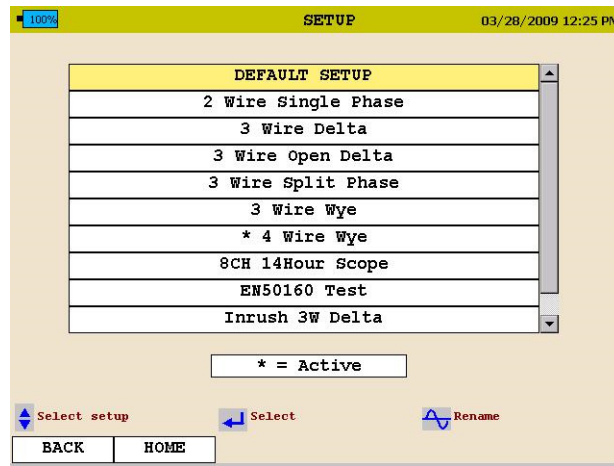 100% SETUP 03/28/2009 12:25 PM
DEFAULT SETUP
2 Wire Single Phase
3 Wire Delta
3 Wire Open Delta
3 Wire Split Phase
3 Wire Wye
* 4 Wire Wye
8CH 14Hour Scope
EN50160 Test
Inrush 3W Delta
* = Active
Select setup Select Rename
BACK HOME